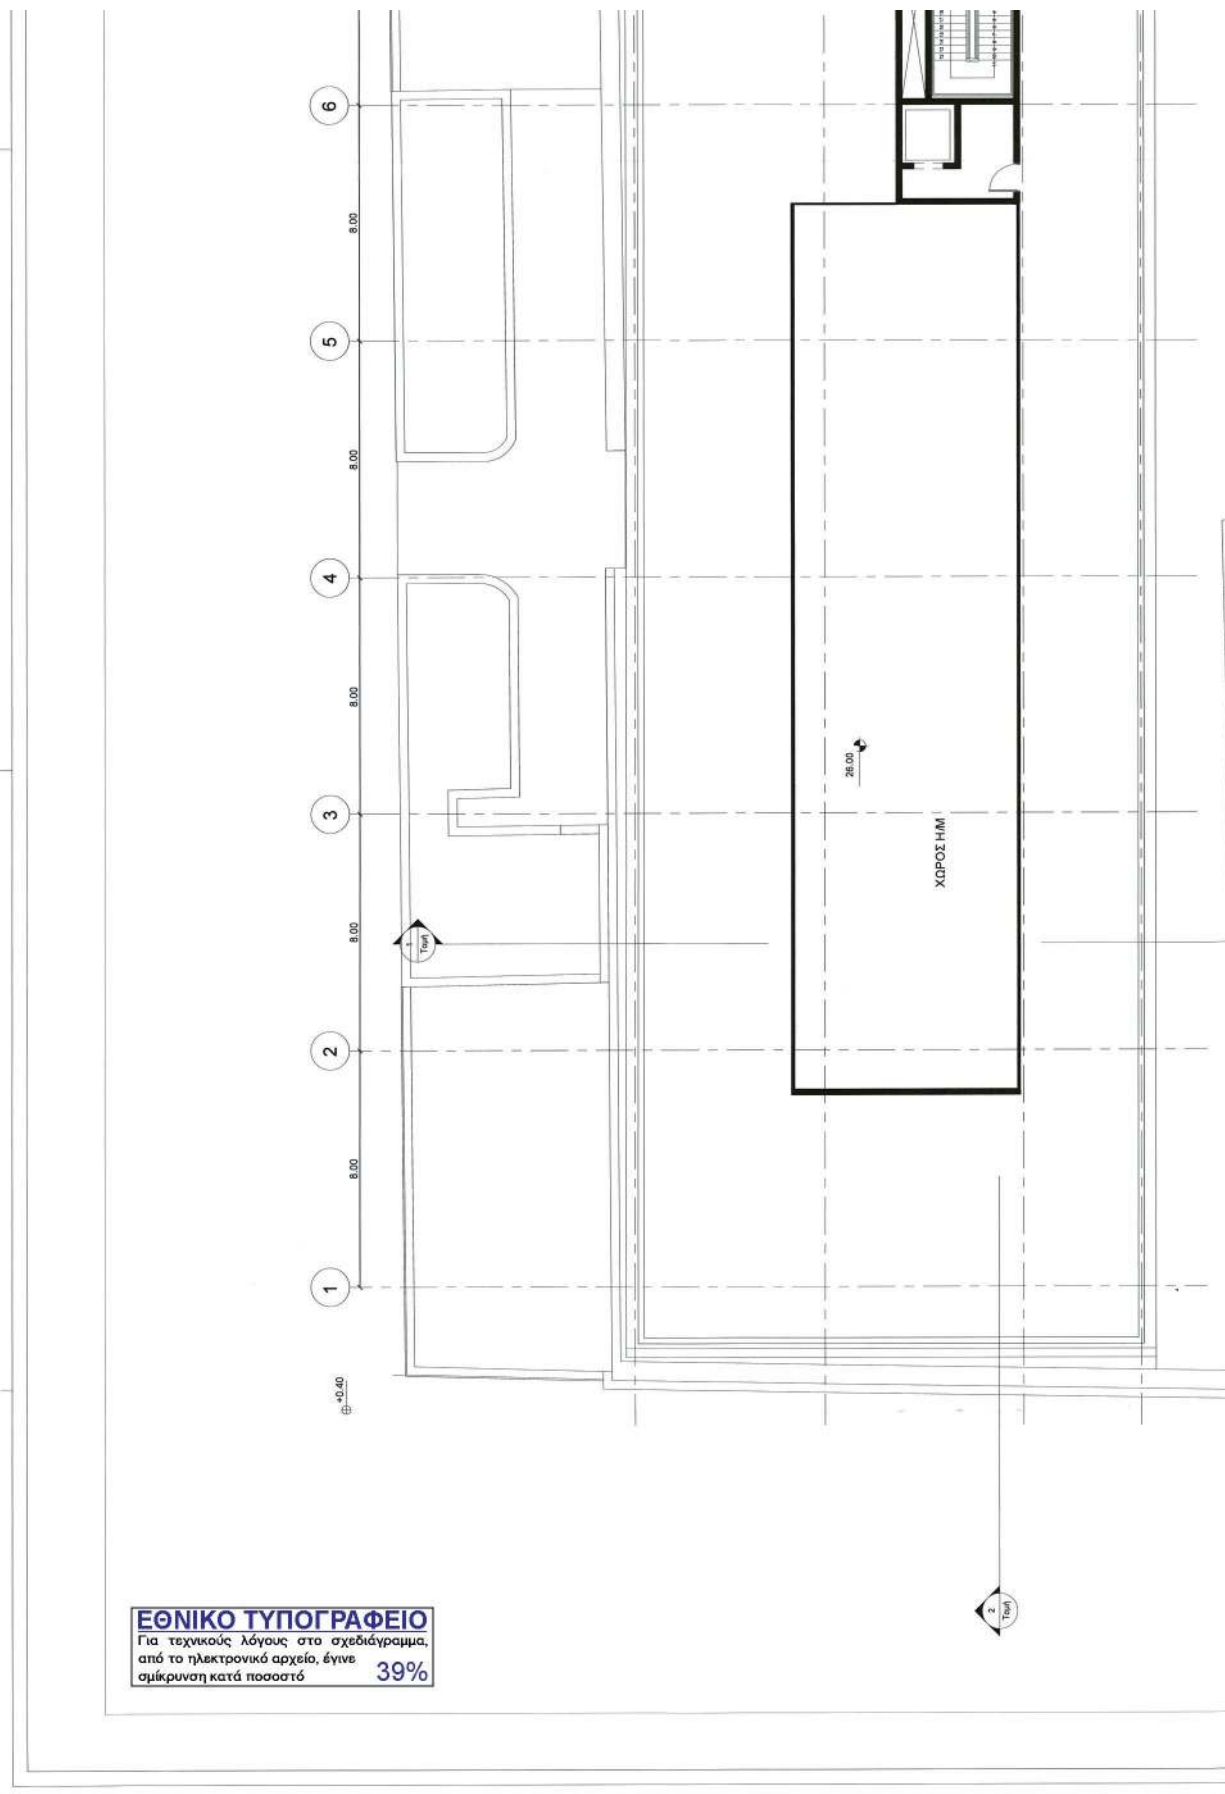 6
8.00
5
8.00
4
8.00
26.00
3
ΧΩΡΟΣ Η/Μ
8.00
1
Τομή
2
8.00
1
+0.40
2
Τομή
ΕΘΝΙΚΟ ΤΥΠΟΓΡΑΦΕΙΟ
Για τεχνικούς λόγους στο σχεδιάγραμμα,
από το ηλεκτρονικό αρχείο, έγινε
σμίκρυνση κατά ποσοστό 39%